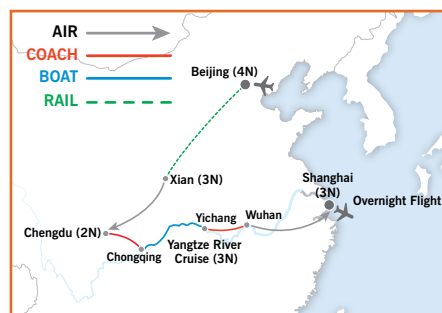 AIR
COACH
BOAT
RAIL
Beijing (4N)
Xian (3N)
Shanghai
(3N)
Overnight Flight
Chengdu (2N)
Yichang
Wuhan
Chongqing
Yangtze River
Cruise (3N)